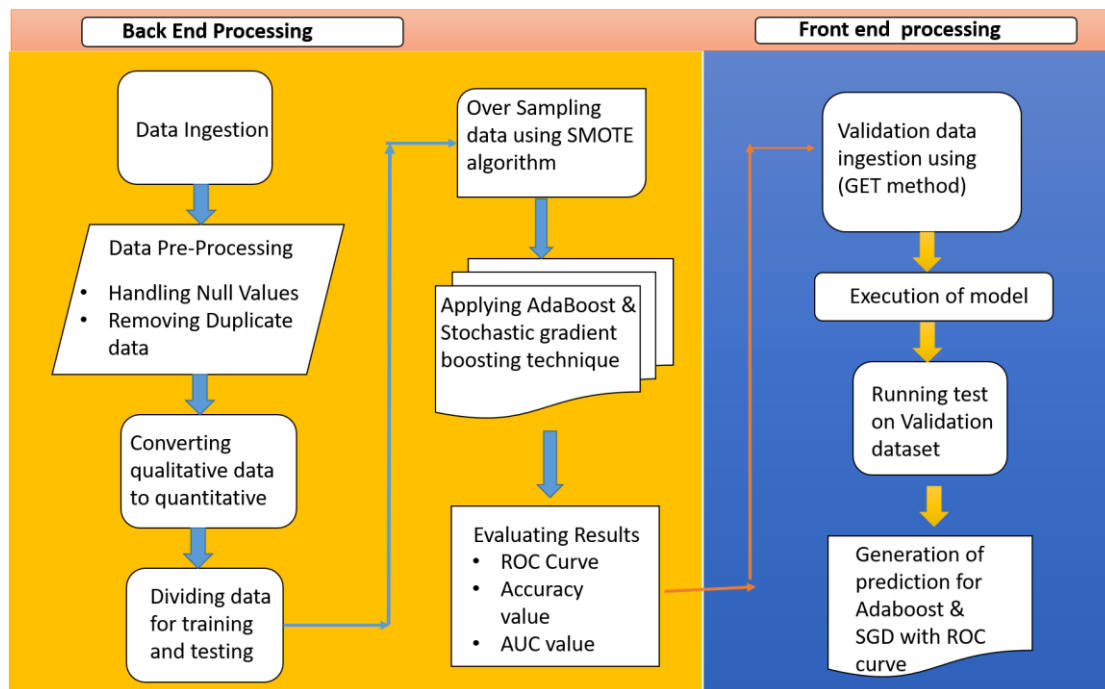 Back End Processing
Front end processing
Data Ingestion
Data Pre-Processing
• Handling Null Values
• Removing Duplicate
data
Converting
qualitative data
to quantitative
Dividing data
for training
and testing
Over Sampling
data using SMOTE
algorithm
Applying AdaBoost &
Stochastic gradient
boosting technique
Evaluating Results
• ROC Curve
• Accuracy
value
• AUC value
Validation data
ingestion using
(GET method)
Execution of model
Running test
on Validation
dataset
Generation of
prediction for
Adaboost &
SGD with ROC
curve